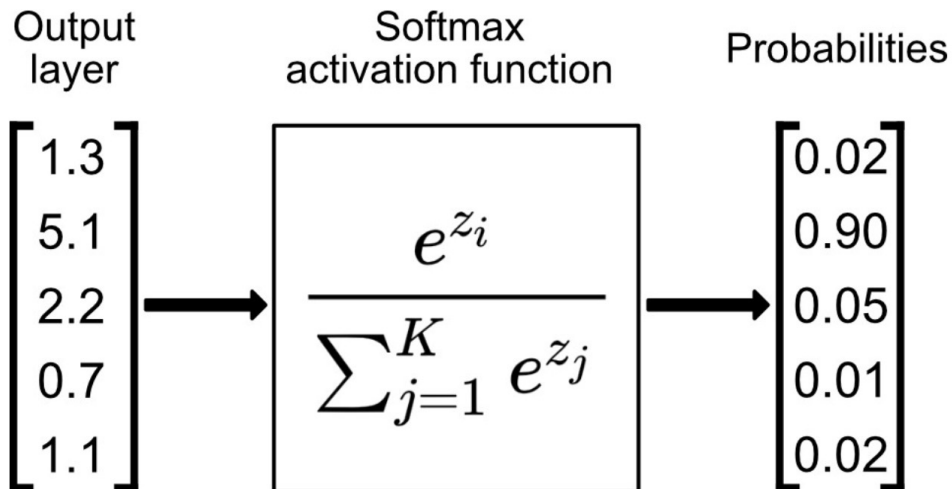 Output
layer
Softmax
activation function
Probabilities
1.3
5.1
2.2
0.7
1.1
e^{z_i}
∑_{j=1}^{K} e^{z_j}
0.02
0.90
0.05
0.01
0.02